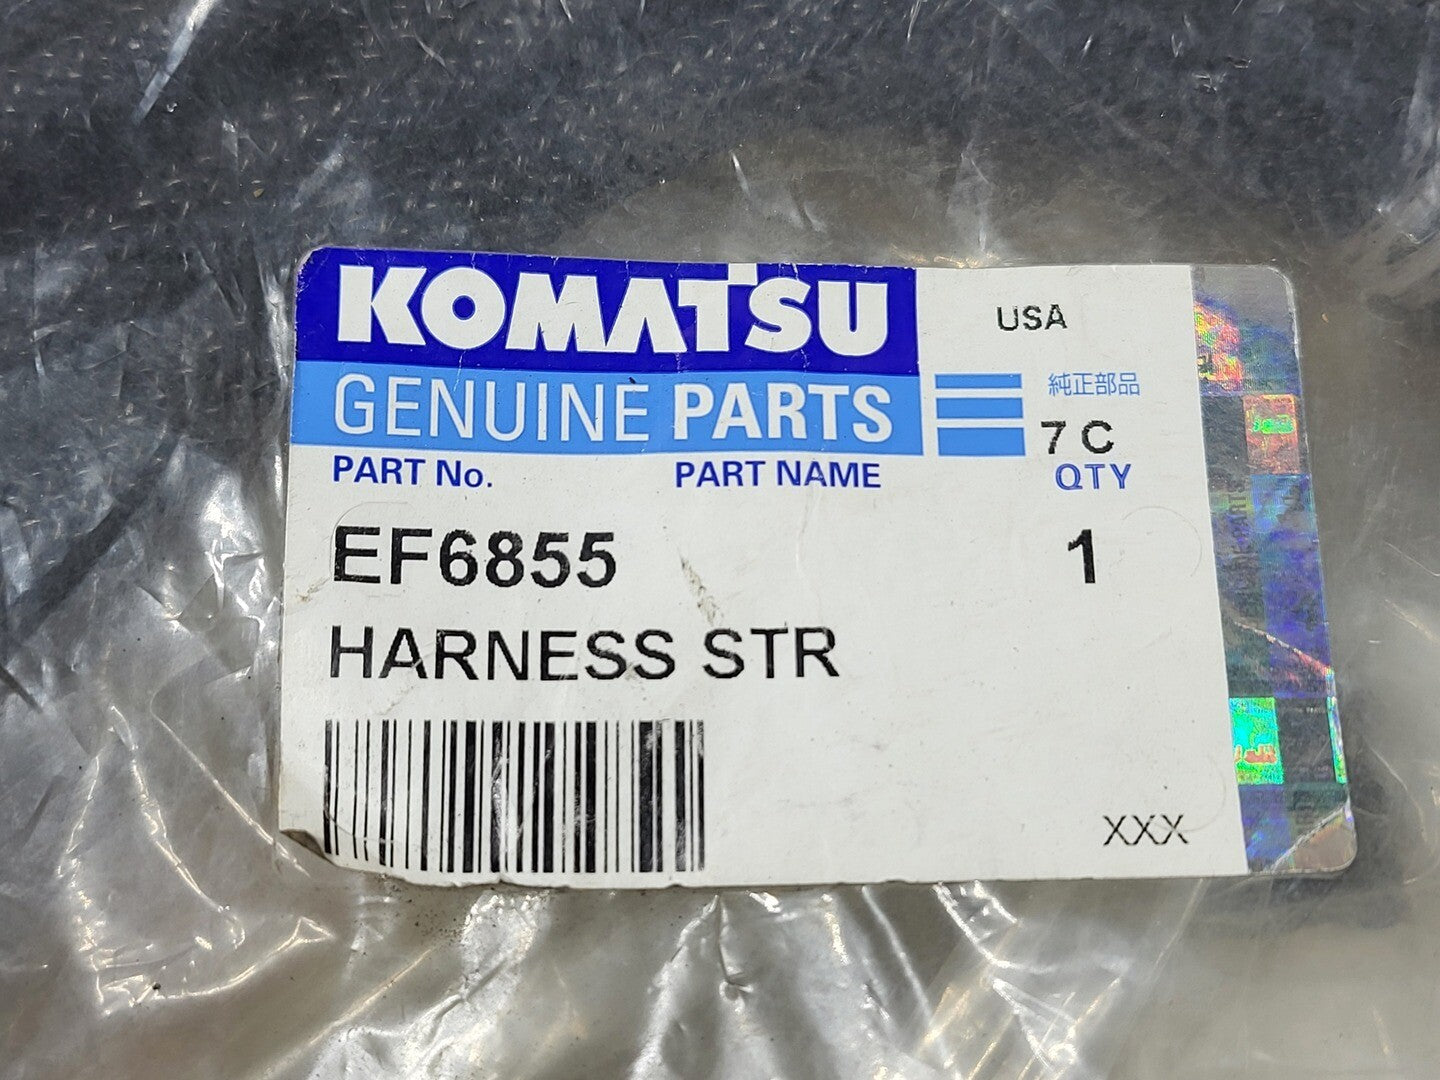 KOMATSU
USA
GENUINE PARTS
純正部品
7 C
PART No.
PART NAME
QTY
EF6855
1
HARNESS STR
XXX